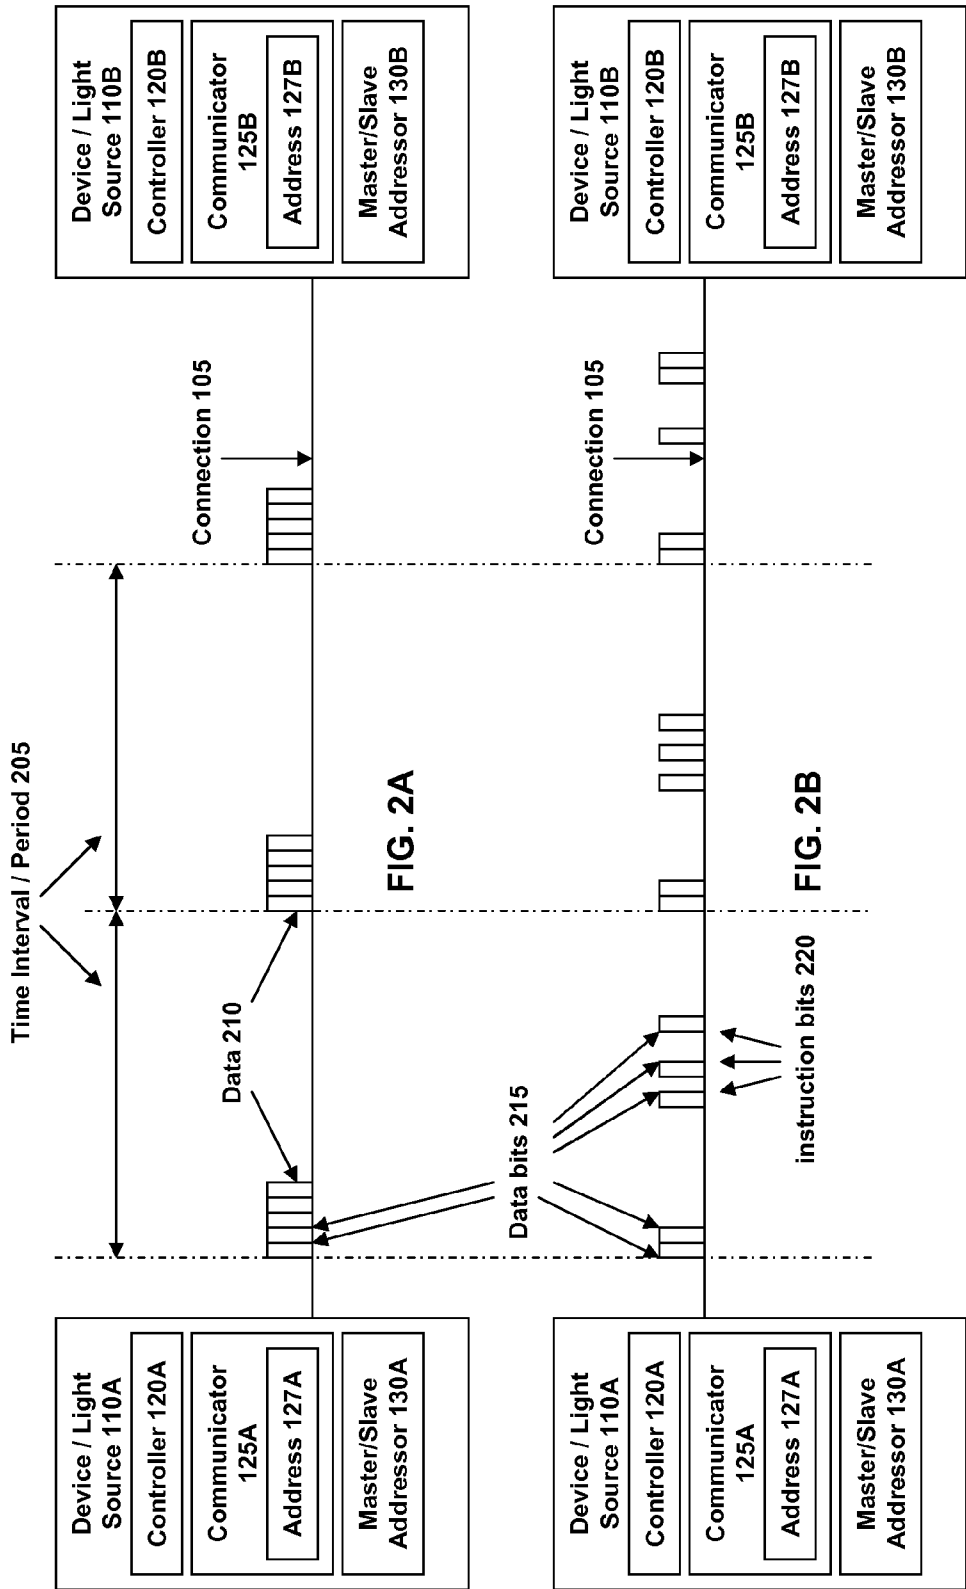 Time Interval / Period 205
Device / Light
Source 110A
Controller 120A
Communicator
125A
Address 127A
Master/Slave
Addressor 130A
Data 210
Connection 105
Device / Light
Source 110B
Controller 120B
Communicator
125B
Address 127B
Master/Slave
Addressor 130B
FIG. 2A
Device / Light
Source 110A
Controller 120A
Communicator
125A
Address 127A
Master/Slave
Addressor 130A
Data bits 215
instruction bits 220
Connection 105
Device / Light
Source 110B
Controller 120B
Communicator
125B
Address 127B
Master/Slave
Addressor 130B
FIG. 2B